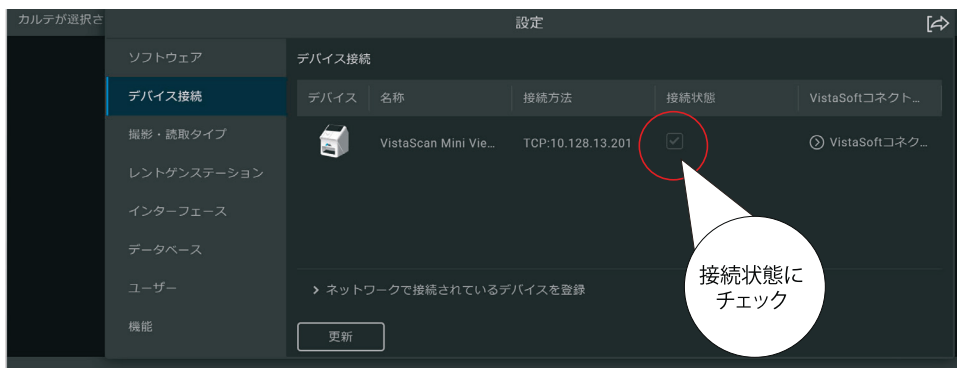 カルテが選択さ
設定
ソフトウェア
デバイス接続
撮影・読取タイプ
レントゲンステーション
インターフェース
データベース
ユーザー
機能
デバイス接続
デバイス 名称 接続方法 接続状態 VistaSoftコネクト...
VistaScan Mini Vie... TCP:10.128.13.201 VistaSoftコネク...
ネットワークで接続されているデバイスを登録
更新
接続状態に
チェック